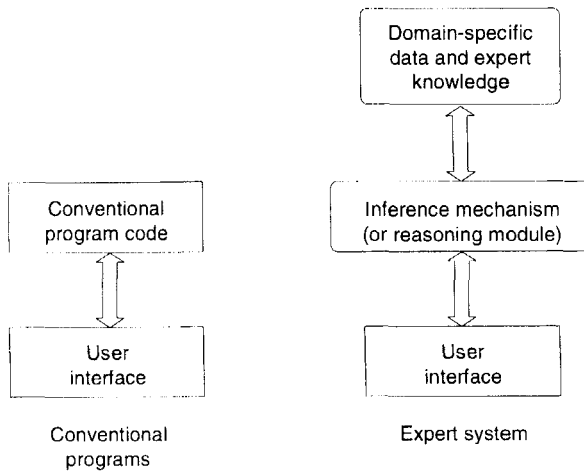 Domain-specific
data and expert
knowledge
Conventional
program code
Inference mechanism
(or reasoning module)
User
interface
User
interface
Conventional
programs
Expert system